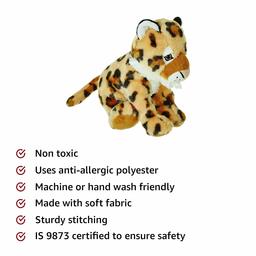 Non toxic
Uses anti-allergic polyester
Machine or hand wash friendly
Made with soft fabric
Sturdy stitching
IS 9873 certified to ensure safety